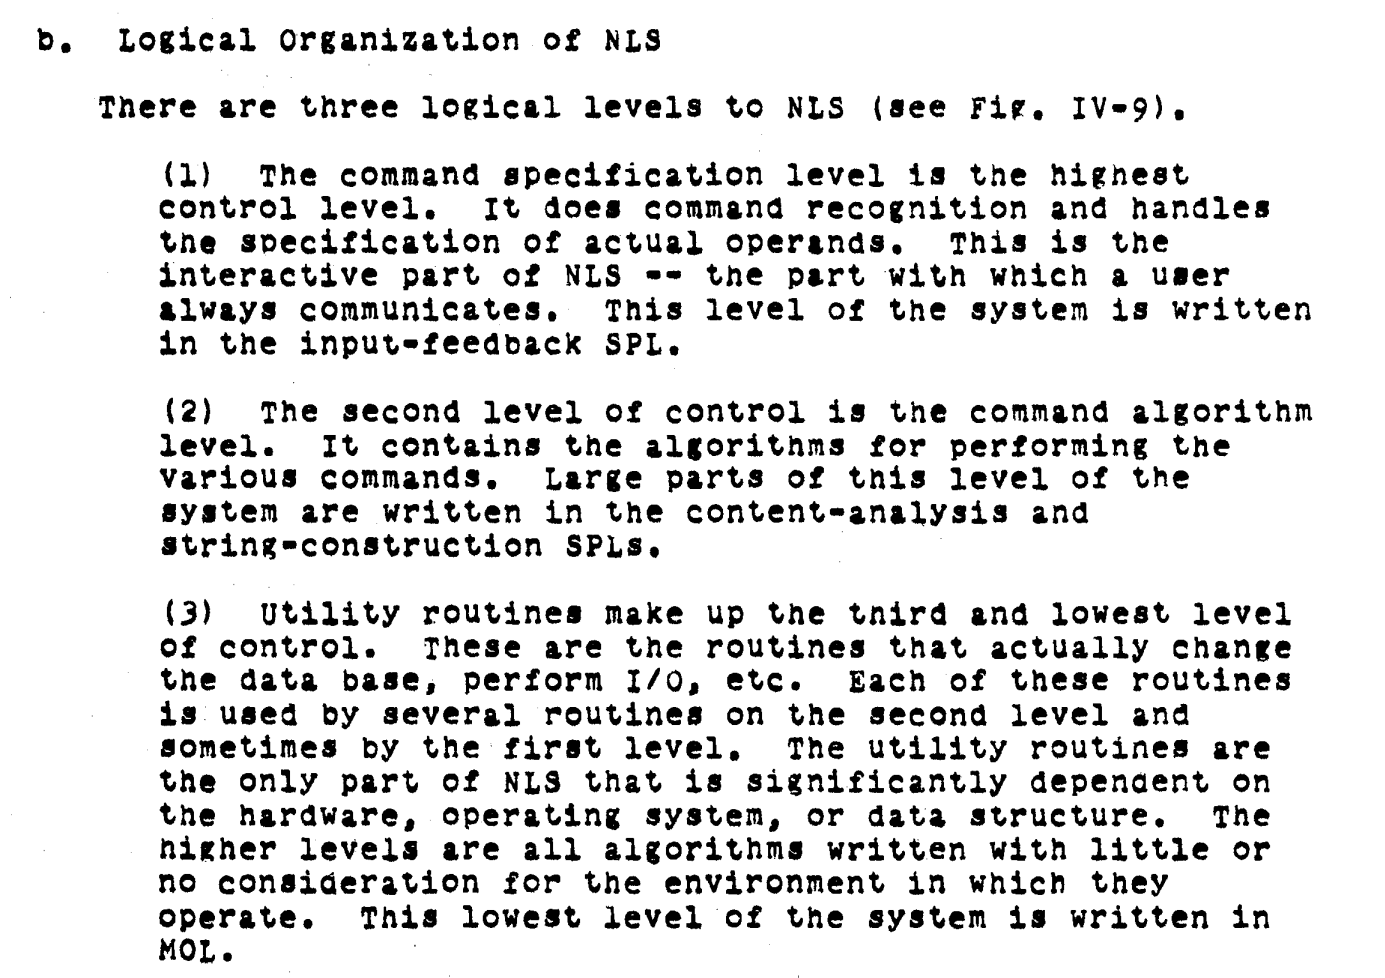 b.  Logical Organization of NLS
There are three logical levels to NLS (see Fig. IV-9).
(1)  The command specification level is the highest
control level.  It does command recognition and handles
the specification of actual operands.  This is the
interactive part of NLS -- the part with which a user
always communicates.  This level of the system is written
in the input-feedback SPL.
(2)  The second level of control is the command algorithm
level.  It contains the algorithms for performing the
various commands.  Large parts of this level of the
system are written in the content-analysis and
string-construction SPLs.
(3)  Utility routines make up the third and lowest level
of control.  These are the routines that actually change
the data base, perform I/O, etc.  Each of these routines
is used by several routines on the second level and
sometimes by the first level.  The utility routines are
the only part of NLS that is significantly dependent on
the hardware, operating system, or data structure.  The
higher levels are all algorithms written with little or
no consideration for the environment in which they
operate.  This lowest level of the system is written in
MOL.